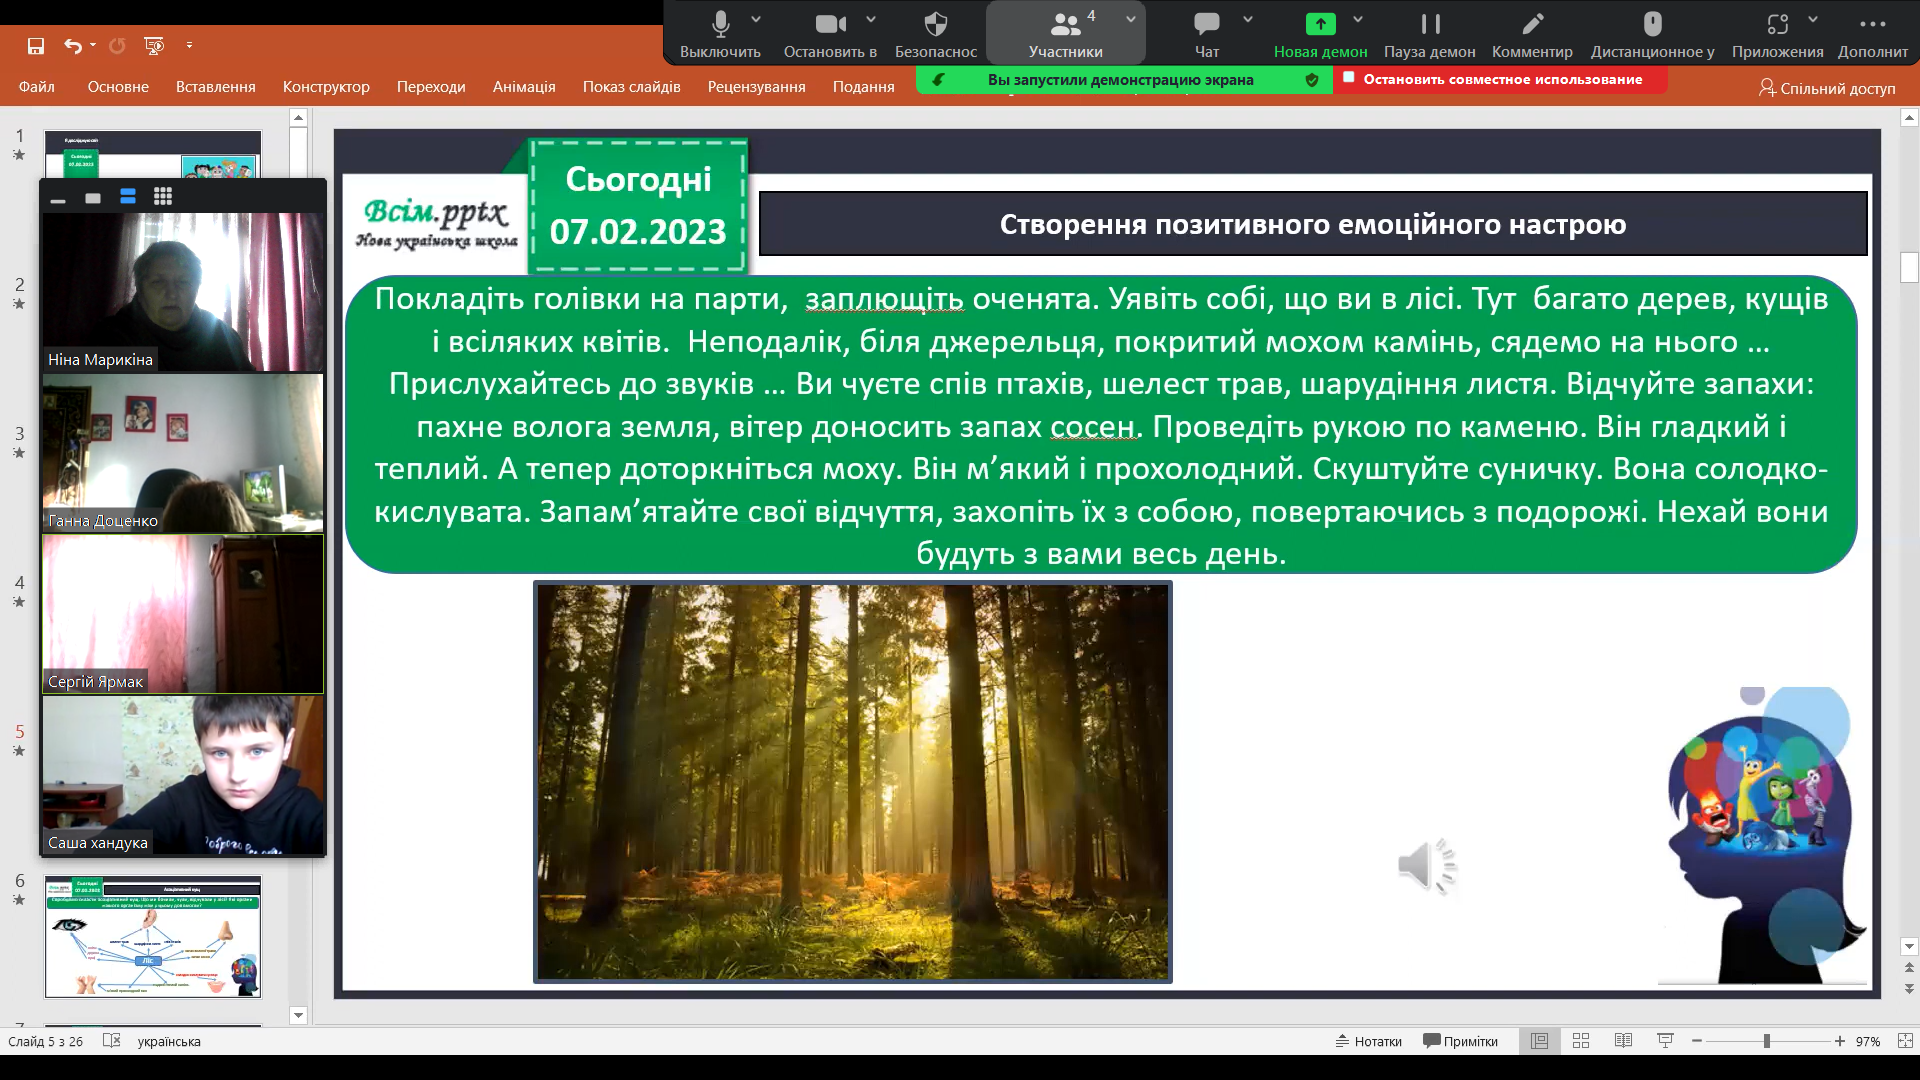 4
Выключить
Остановить в
Безопаснос
Участники
Чат
Новая демон
Пауза демон
Комментир
Дистанционное у
Приложения
Дополнит
Вы запустили демонстрацию экрана
Остановить совместное использование
Файл
Основне
Вставлення
Конструктор
Переходи
Анімація
Показ слайдів
Рецензування
Подання
Спільний доступ
1
2
3
4
5
6
Ніна Марикіна
Ганна Доценко
Сергій Ярмак
Саша хандука
Сьогодні
07.02.2023
Всім.pptx
Нова українська школа
Створення позитивного емоційного настрою
Покладіть голівки на парти, заплющіть оченята. Уявіть собі, що ви в лісі. Тут багато дерев, кущів
і всіляких квітів. Неподалік, біля джерельця, покритий мохом камінь, сядемо на нього ...
Прислухайтесь до звуків ... Ви чуєте спів птахів, шелест трав, шарудіння листя. Відчуйте запахи:
пахне волога земля, вітер доносить запах сосен. Проведіть рукою по каменю. Він гладкий і
теплий. А тепер доторкніться моху. Він м’який і прохолодний. Скуштуйте суничку. Вона солодко-
кислувата. Запам’ятайте свої відчуття, захопіть їх з собою, повертаючись з подорожі. Нехай вони
будуть з вами весь день.
Сьогодні
07.02.2023
Асоціативний кущ
Ліс
Слайд 5 з 26
українська
Нотатки
Примітки
97%